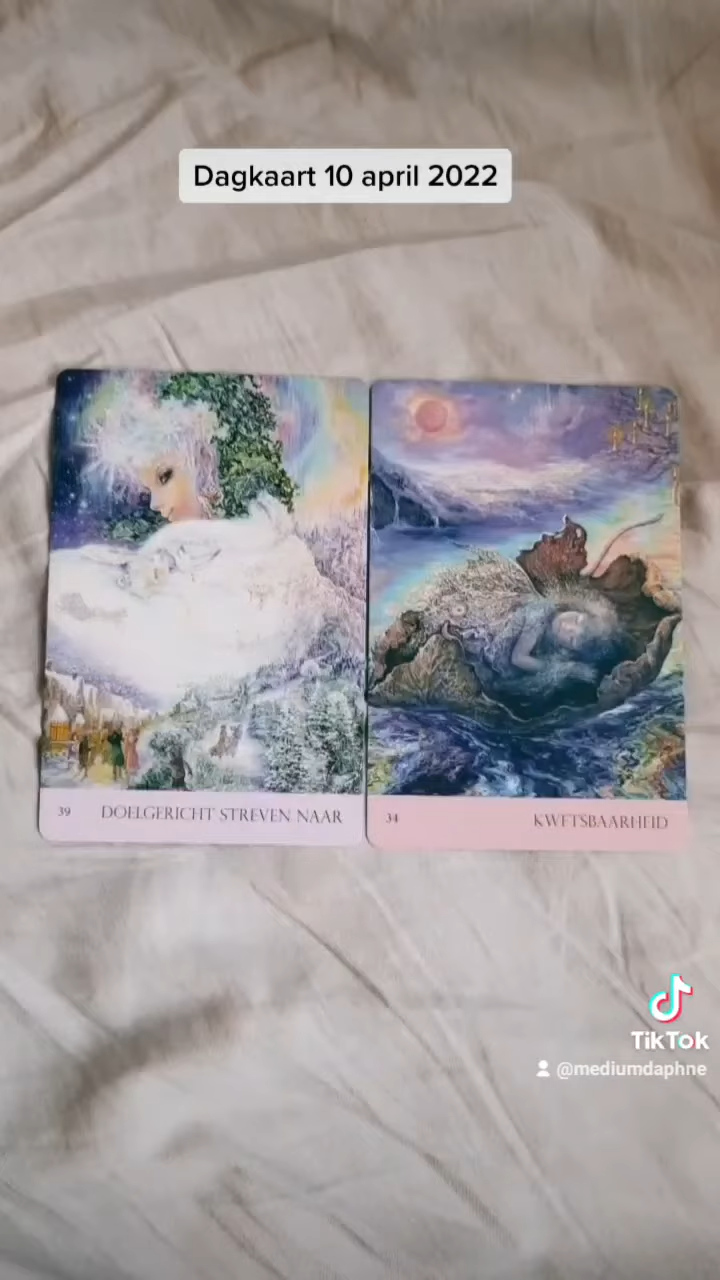 Dagkaart 10 april 2022
39 DOELGERICHT STREVEN NAAR
34 KWETSBAARHEID
TikTok
@mediumdaphne